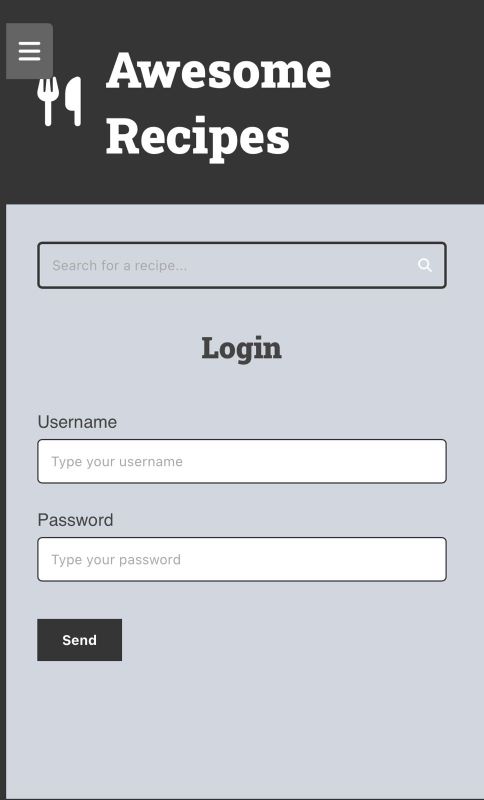 Awesome
Recipes
Search for a recipe...
Login
Username
Type your username
Password
Type your password
Send